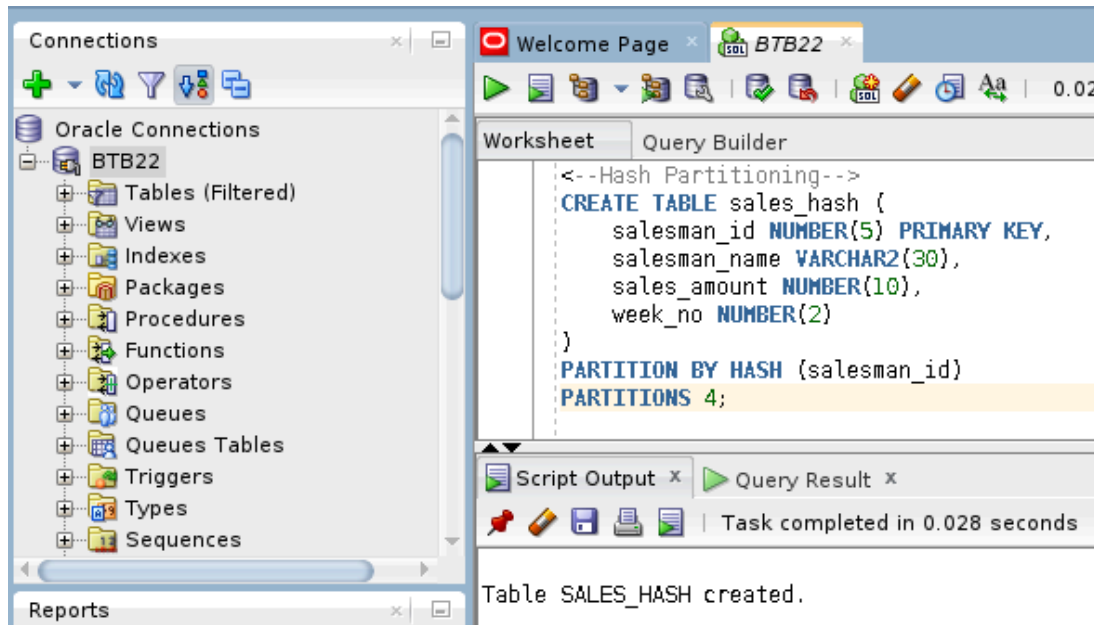 Connections
Oracle Connections
BTB22
Tables (Filtered)
Views
Indexes
Packages
Procedures
Functions
Operators
Queues
Queues Tables
Triggers
Types
Sequences
Reports
Welcome Page
BTB22
0.02
Worksheet Query Builder
<--Hash Partitioning-->
CREATE TABLE sales_hash (
salesman_id NUMBER(5) PRIMARY KEY,
salesman_name VARCHAR2(30),
sales_amount NUMBER(10),
week_no NUMBER(2)
)
PARTITION BY HASH (salesman_id)
PARTITIONS 4;
Script Output x Query Result x
Task completed in 0.028 seconds
Table SALES_HASH created.